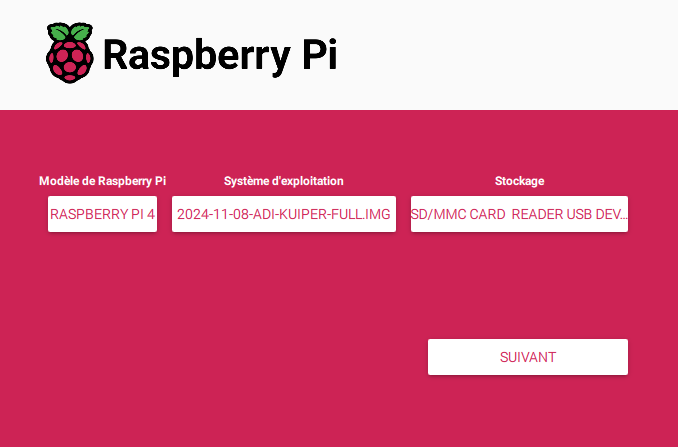 Raspberry Pi
Modèle de Raspberry Pi
Système d'exploitation
Stockage
RASPBERRY PI 4
2024-11-08-ADI-KUIPER-FULL.IMG
SD/MMC CARD  READER USB DEV...
SUIVANT